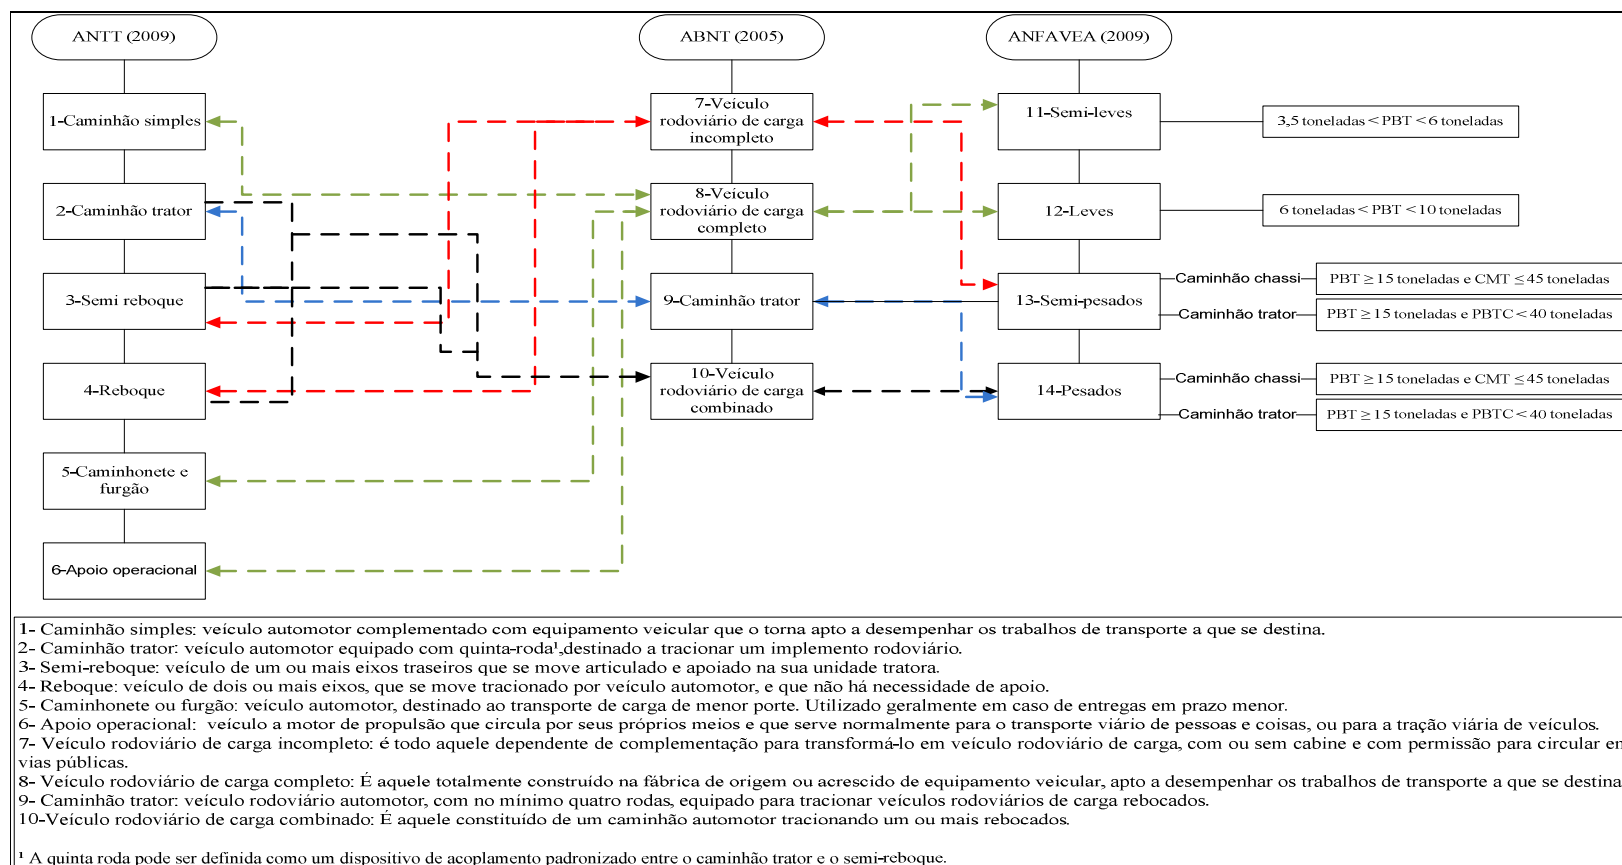 ANTT (2009)
ABNT (2005)
ANFAVEA (2009)
1-Caminhão simples
7-Veículo
rodoviário de carga
incompleto
11-Semi-leves
3,5 toneladas < PBT < 6 toneladas
2-Caminhão trator
8-Veículo
rodoviário de carga
completo
12-Leves
6 toneladas < PBT < 10 toneladas
3-Semi reboque
9-Caminhão trator
13-Semi-pesados
Caminhão chassi
PBT ≥ 15 toneladas e CMT ≤ 45 toneladas
Caminhão trator
PBT ≥ 15 toneladas e PBTC < 40 toneladas
4-Reboque
10-Veículo
rodoviário de carga
combinado
14-Pesados
Caminhão chassi
PBT ≥ 15 toneladas e CMT ≤ 45 toneladas
Caminhão trator
PBT ≥ 15 toneladas e PBTC < 40 toneladas
5-Caminhonete e
furgão
6-Apoio operacional
1- Caminhão simples: veículo automotor complementado com equipamento veicular que o torna apto a desempenhar os trabalhos de transporte a que se destina.
2- Caminhão trator: veículo automotor equipado com quinta-roda¹,destinado a tracionar um implemento rodoviário.
3- Semi-reboque: veículo de um ou mais eixos traseiros que se move articulado e apoiado na sua unidade tratora.
4- Reboque: veículo de dois ou mais eixos, que se move tracionado por veículo automotor, e que não há necessidade de apoio.
5- Caminhonete ou furgão: veículo automotor, destinado ao transporte de carga de menor porte. Utilizado geralmente em caso de entregas em prazo menor.
6- Apoio operacional: veículo a motor de propulsão que circula por seus próprios meios e que serve normalmente para o transporte viário de pessoas e coisas, ou para a tração viária de veículos.
7- Veículo rodoviário de carga incompleto: é todo aquele dependente de complementação para transformá-lo em veículo rodoviário de carga, com ou sem cabine e com permissão para circular em
vias públicas.
8- Veículo rodoviário de carga completo: É aquele totalmente construído na fábrica de origem ou acrescido de equipamento veicular, apto a desempenhar os trabalhos de transporte a que se destina
9- Caminhão trator: veículo rodoviário automotor, com no mínimo quatro rodas, equipado para tracionar veículos rodoviários de carga rebocados.
10-Veículo rodoviário de carga combinado: É aquele constituído de um caminhão automotor tracionando um ou mais rebocados.
¹ A quinta roda pode ser definida como um dispositivo de acoplamento padronizado entre o caminhão trator e o semi-reboque.